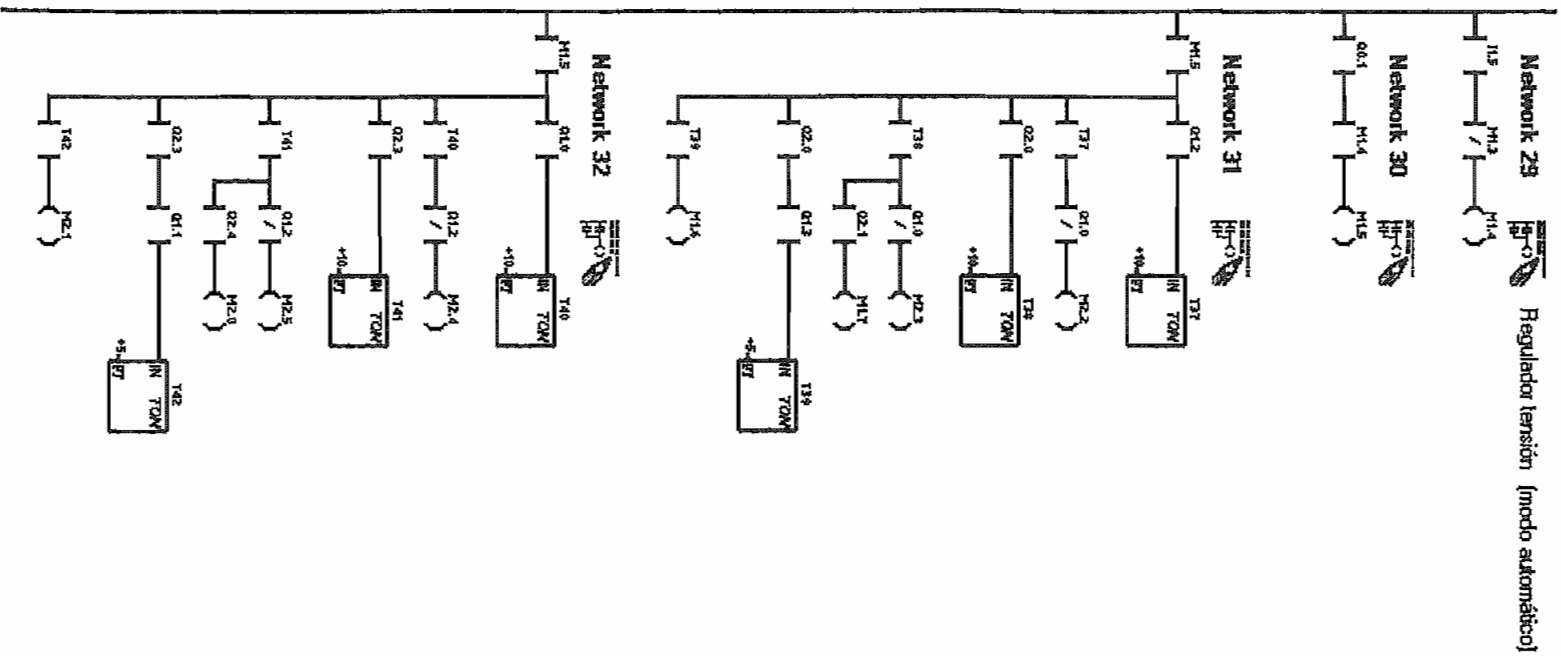 Network 29 Regulador tensión (modo automático)
I1.5 M1.3 M1.4
/
Network 30
Q0.1 M1.4 M1.5
Network 31
M1.5 Q1.2 T37
IN TON
+10- PT
T37 Q1.0 M2.2
/
Q2.0 T38
IN TON
+10- PT
T38 Q1.0 M2.3
/
Q2.1 M1.7
Q2.0 Q1.3 T39
IN TON
+5- PT
T39 M1.6
Network 32
M1.5 Q1.0 T40
IN TON
+10- PT
T40 Q1.2 M2.4
/
Q2.3 T41
IN TON
+10- PT
T41 Q1.2 M2.5
/
Q2.4 M2.0
Q2.3 Q1.1 T42
IN TON
+5- PT
T42 M2.1